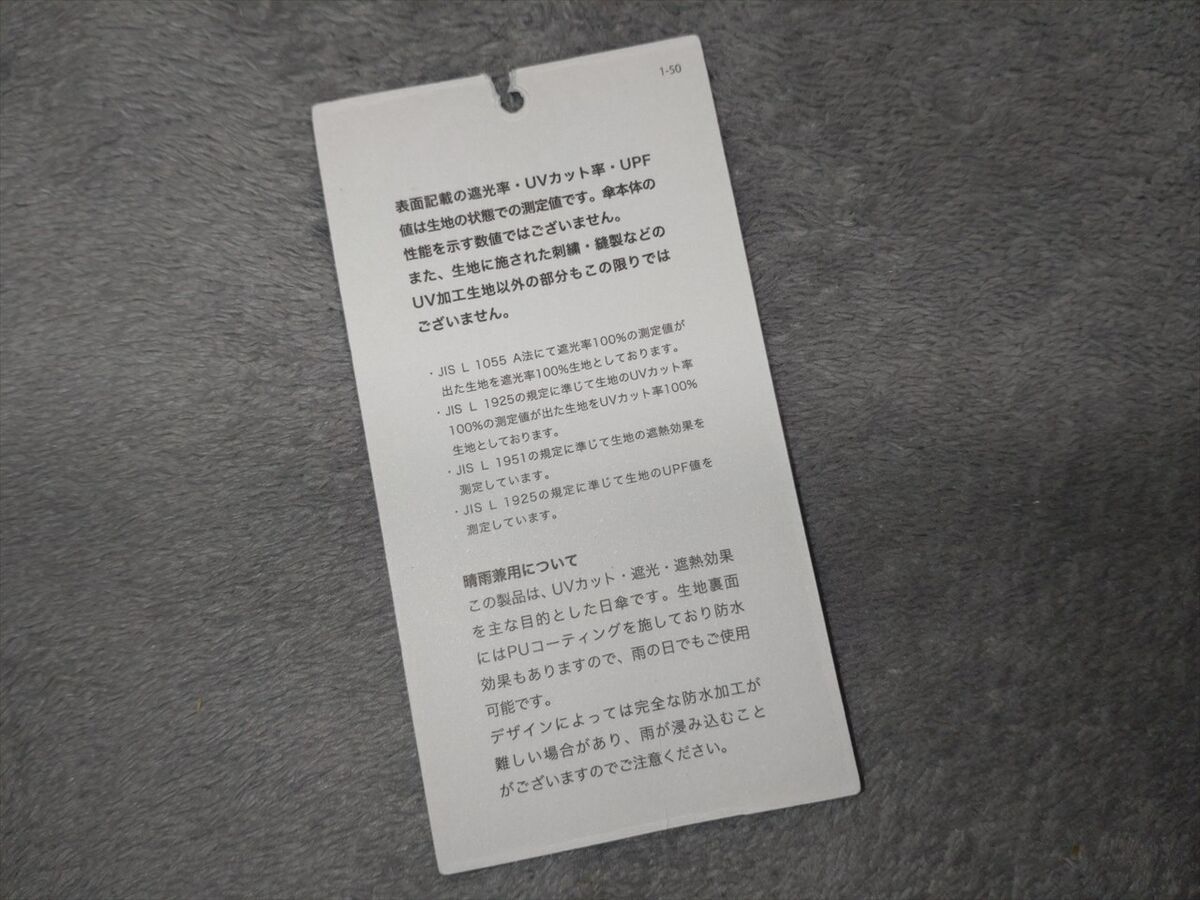 1-50
表面記載の遮光率・UVカット率・UPF
値は生地の状態での測定値です。傘本体の
性能を示す数値ではございません。
また、生地に施された刺繍・縫製などの
UV加工生地以外の部分もこの限りでは
ございません。
・JIS L 1055 A法にて遮光率100%の測定値が
出た生地を遮光率100%生地としております。
・JIS L 1925の規定に準じて生地のUVカット率
100%の測定値が出た生地をUVカット率100%
生地としております。
・JIS L 1951の規定に準じて生地の遮熱効果を
測定しています。
・JIS L 1925の規定に準じて生地のUPF値を
測定しています。
晴雨兼用について
この製品は、UVカット・遮光・遮熱効果
を主な目的とした日傘です。生地裏面
にはPUコーティングを施しており防水
効果もありますので、雨の日でもご使用
可能です。
デザインによっては完全な防水加工が
難しい場合があり、雨が浸み込むこと
がございますのでご注意ください。